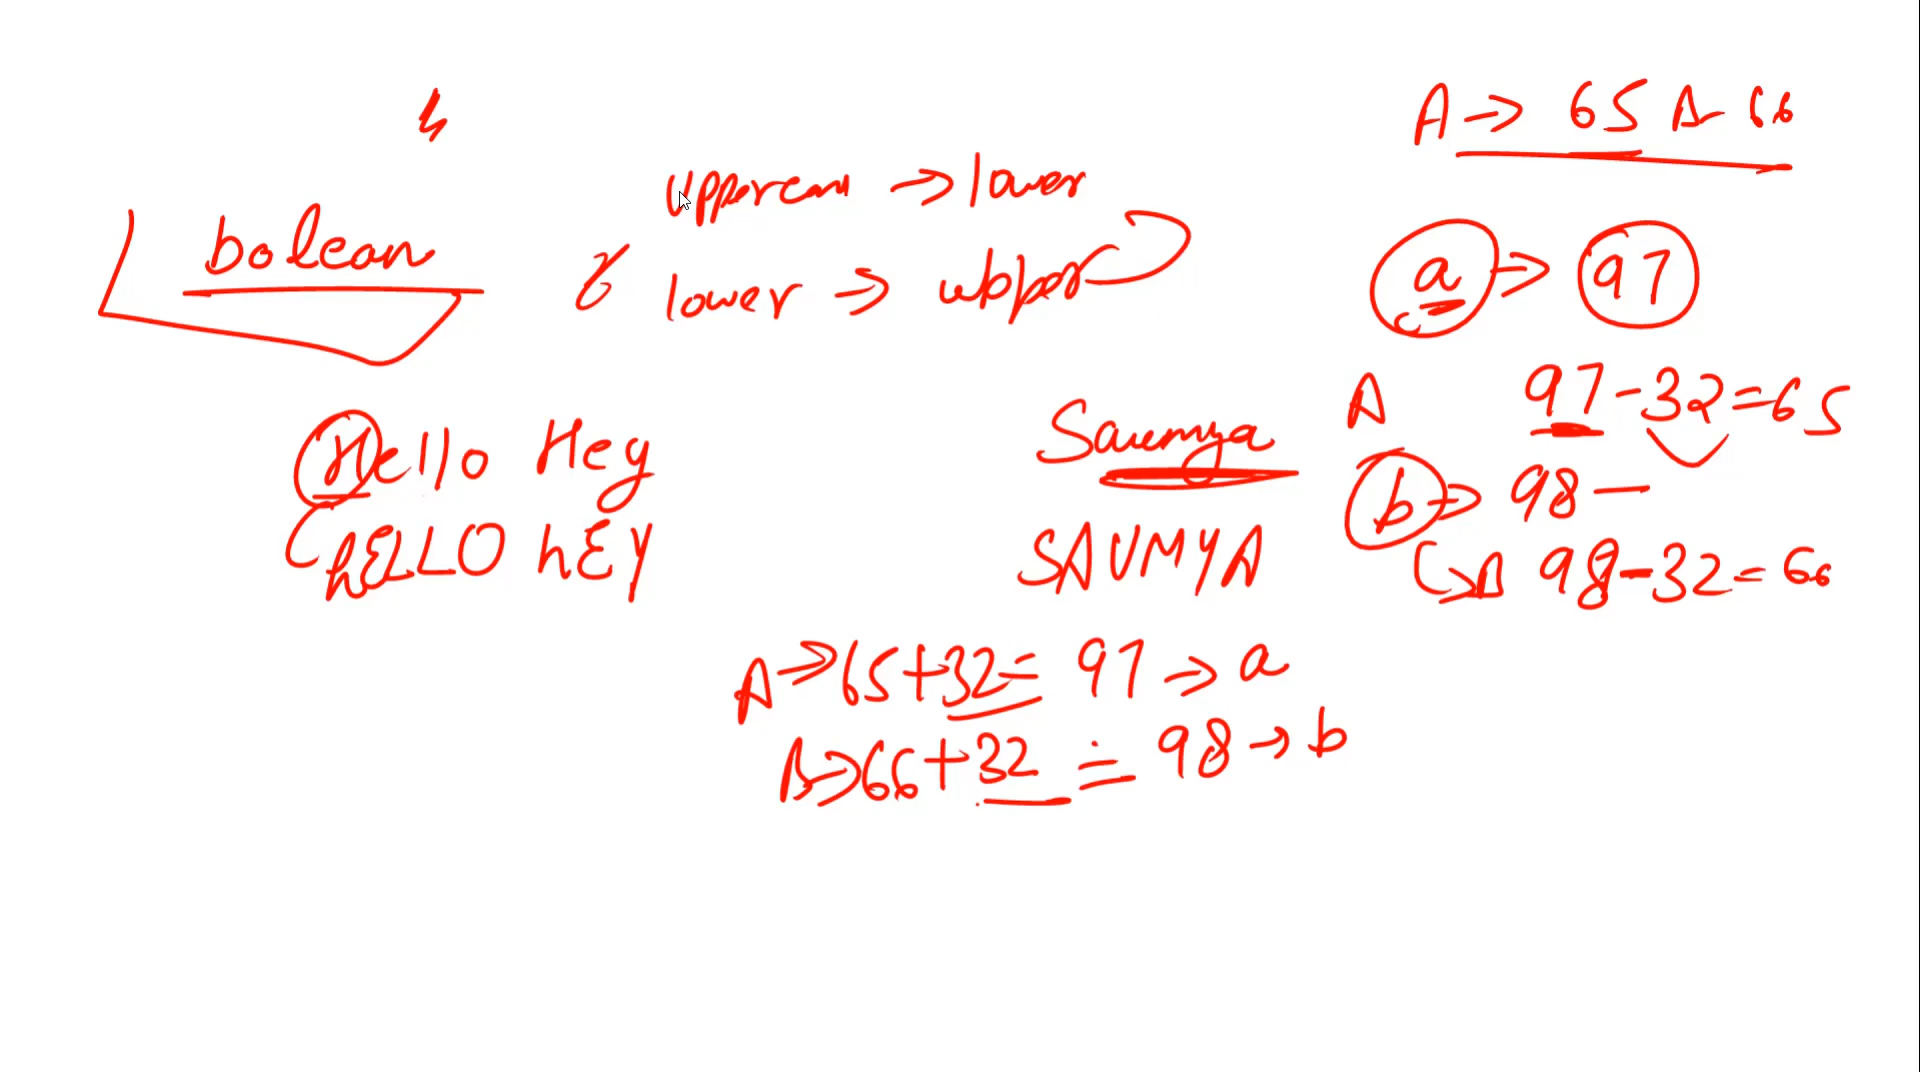 A → 65 B 66
uppercase → lower
bolean
& lower → upper
a → 97
A 97 - 32 = 65
Hello Hey
Saumya
b → 98 -
hELLO hEY
SAUMYA
→ B 98 - 32 = 66
A → 65 + 32 = 97 → a
B → 66 + 32 = 98 → b